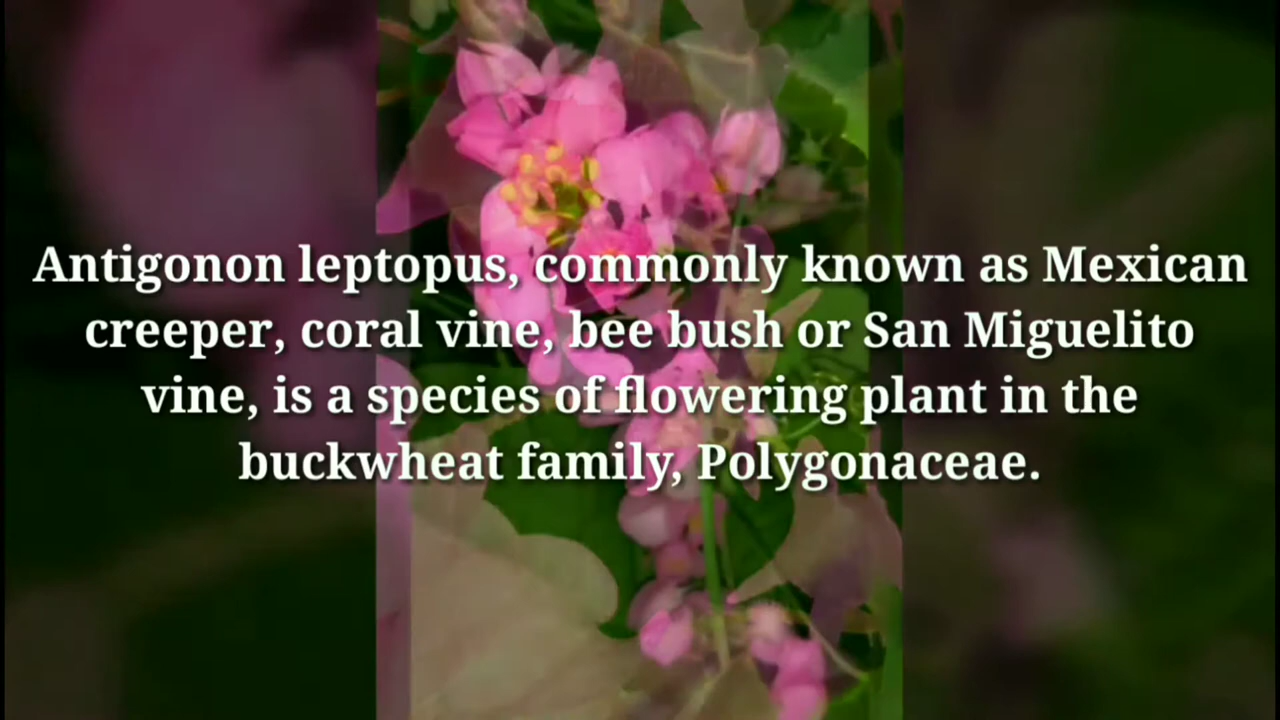 Antigonon leptopus, commonly known as Mexican
creeper, coral vine, bee bush or San Miguelito
vine, is a species of flowering plant in the
buckwheat family, Polygonaceae.